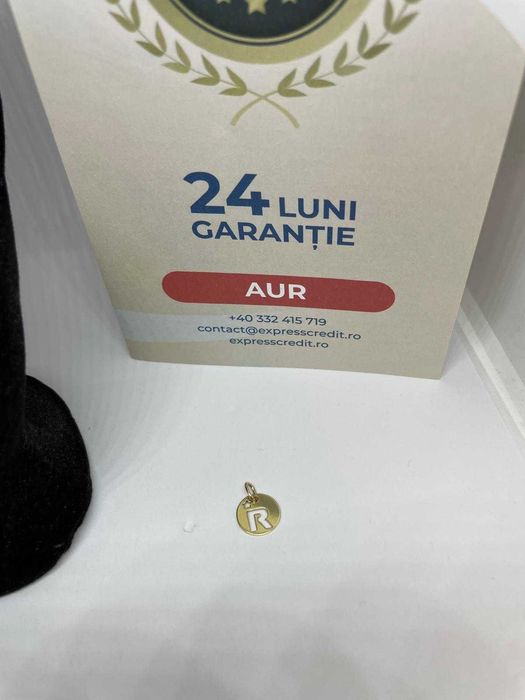 24 LUNI
GARANȚIE
AUR
+40 332 415 719
contact@expresscredit.ro
expresscredit.ro
R